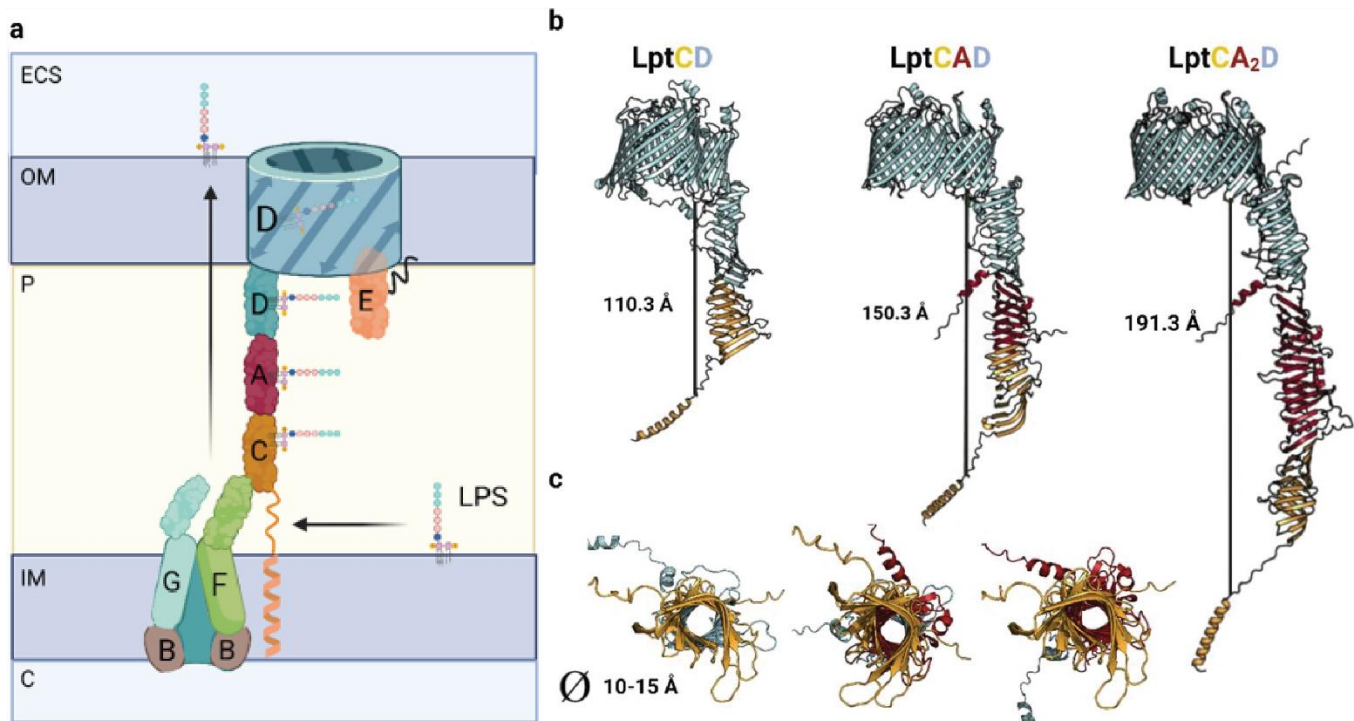 a
ECS
OM
D
P
D
E
A
C
LPS
G
F
IM
B
B
C
b
LptCD
LptCAD
LptCA₂D
110.3 Å
150.3 Å
191.3 Å
c
Ø 10-15 Å